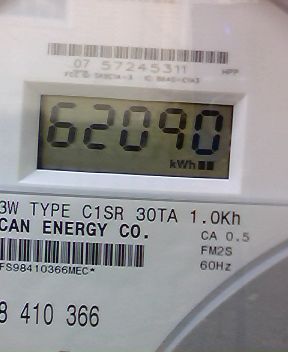 07 57245311
HPP
62090
kWh
3W TYPE C1SR 30TA 1.0Kh
CAN ENERGY CO.
CA 0.5
FM2S
60Hz
FS98410366MEC*
8 410 366